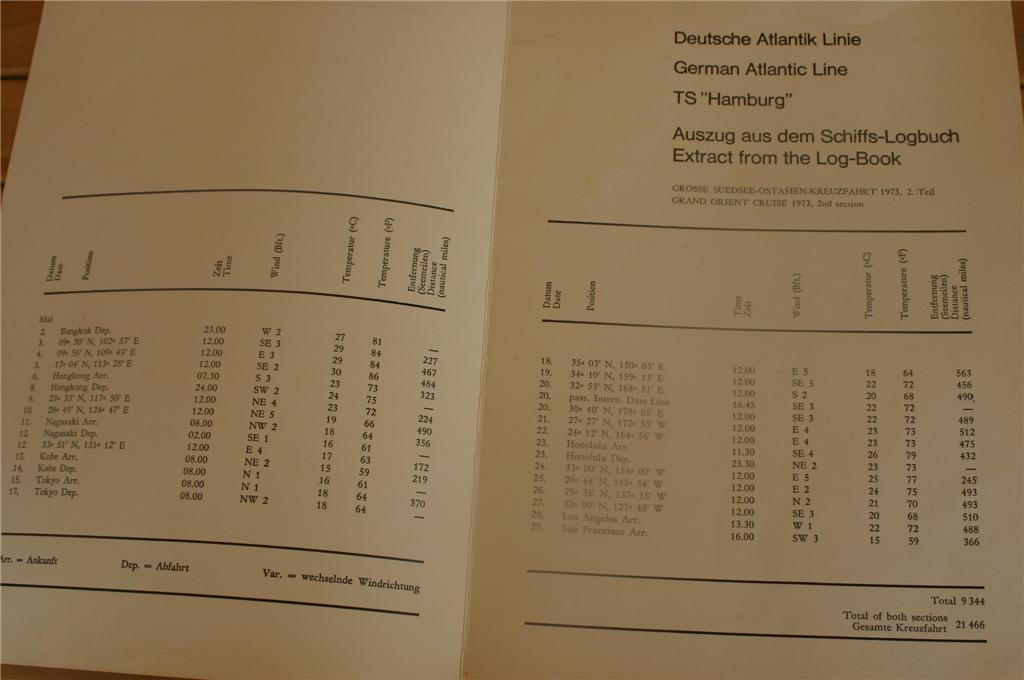 Datum
Date
Position
Zeit
Time
Wind (Bft.)
Temperatur (°C)
Temperature (°F)
Entfernung
(Seemeilen)
Distance
(nautical miles)
Mai
2. Bangkok Dep. 23.00 W 2 27 81 —
3. 09° 30' N, 102° 57' E 12.00 SE 3 29 84 227
4. 09° 56' N, 109° 49' E 12.00 E 3 29 84 467
5. 17° 04' N, 113° 28' E 12.00 SE 2 30 86 484
6. Hongkong Arr. 07.30 S 3 23 73 323
8. Hongkong Dep. 24.00 SW 2 24 75 —
9. 23° 33' N, 117° 50' E 12.00 NE 4 23 72 224
10. 28° 49' N, 124° 47' E 12.00 NE 5 19 66 490
11. Nagasaki Arr. 08.00 NW 2 18 64 356
12. Nagasaki Dep. 02.00 SE 1 16 61 —
12. 33° 51' N, 131° 12' E 12.00 E 4 17 63 172
13. Kobe Arr. 08.00 NE 2 15 59 219
14. Kobe Dep. 08.00 N 1 16 61 —
15. Tokyo Arr. 08.00 N 1 18 64 370
17. Tokyo Dep. 08.00 NW 2 18 64 —
Arr. = Ankunft Dep. = Abfahrt Var. = wechselnde Windrichtung
Deutsche Atlantik Linie
German Atlantic Line
TS "Hamburg"
Auszug aus dem Schiffs-Logbuch
Extract from the Log-Book
GROSSE SUEDSEE-OSTASIEN-KREUZFAHRT 1973, 2. Teil
GRAND ORIENT CRUISE 1973, 2nd section
Datum
Date
Position
Time
Zeit
Wind (Bft.)
Temperatur (°C)
Temperature (°F)
Entfernung
(Seemeilen)
Distance
(nautical miles)
18. 35° 03' N, 150° 03' E 12.00 E 5 18 64 563
19. 34° 10' N, 159° 15' E 12.00 SE 5 22 72 456
20. 32° 53' N, 168° 51' E 12.00 S 2 20 68 490
20. pass. Intern. Date Line 16.45 SE 3 22 72 —
20. 30° 40' N, 178° 05' E 12.00 SE 3 22 72 489
21. 27° 27' N, 172° 55' W 12.00 E 4 23 73 512
22. 24° 12' N, 164° 56' W 12.00 E 4 23 73 475
23. Honolulu Arr. 11.30 SE 4 26 79 432
23. Honolulu Dep. 23.30 NE 2 23 73 —
24. 33° 00' N, 154° 00' W 12.00 E 5 25 77 245
25. 26° 44' N, 145° 54' W 12.00 E 2 24 75 493
26. 29° 38' N, 137° 15' W 12.00 N 2 21 70 493
27. 32° 00' N, 127° 48' W 12.00 SE 3 20 68 510
28. Los Angeles Arr. 13.30 W 1 22 72 488
29. San Francisco Arr. 16.00 SW 3 15 59 366
Total 9 344
Total of both sections
Gesamte Kreuzfahrt 21 466